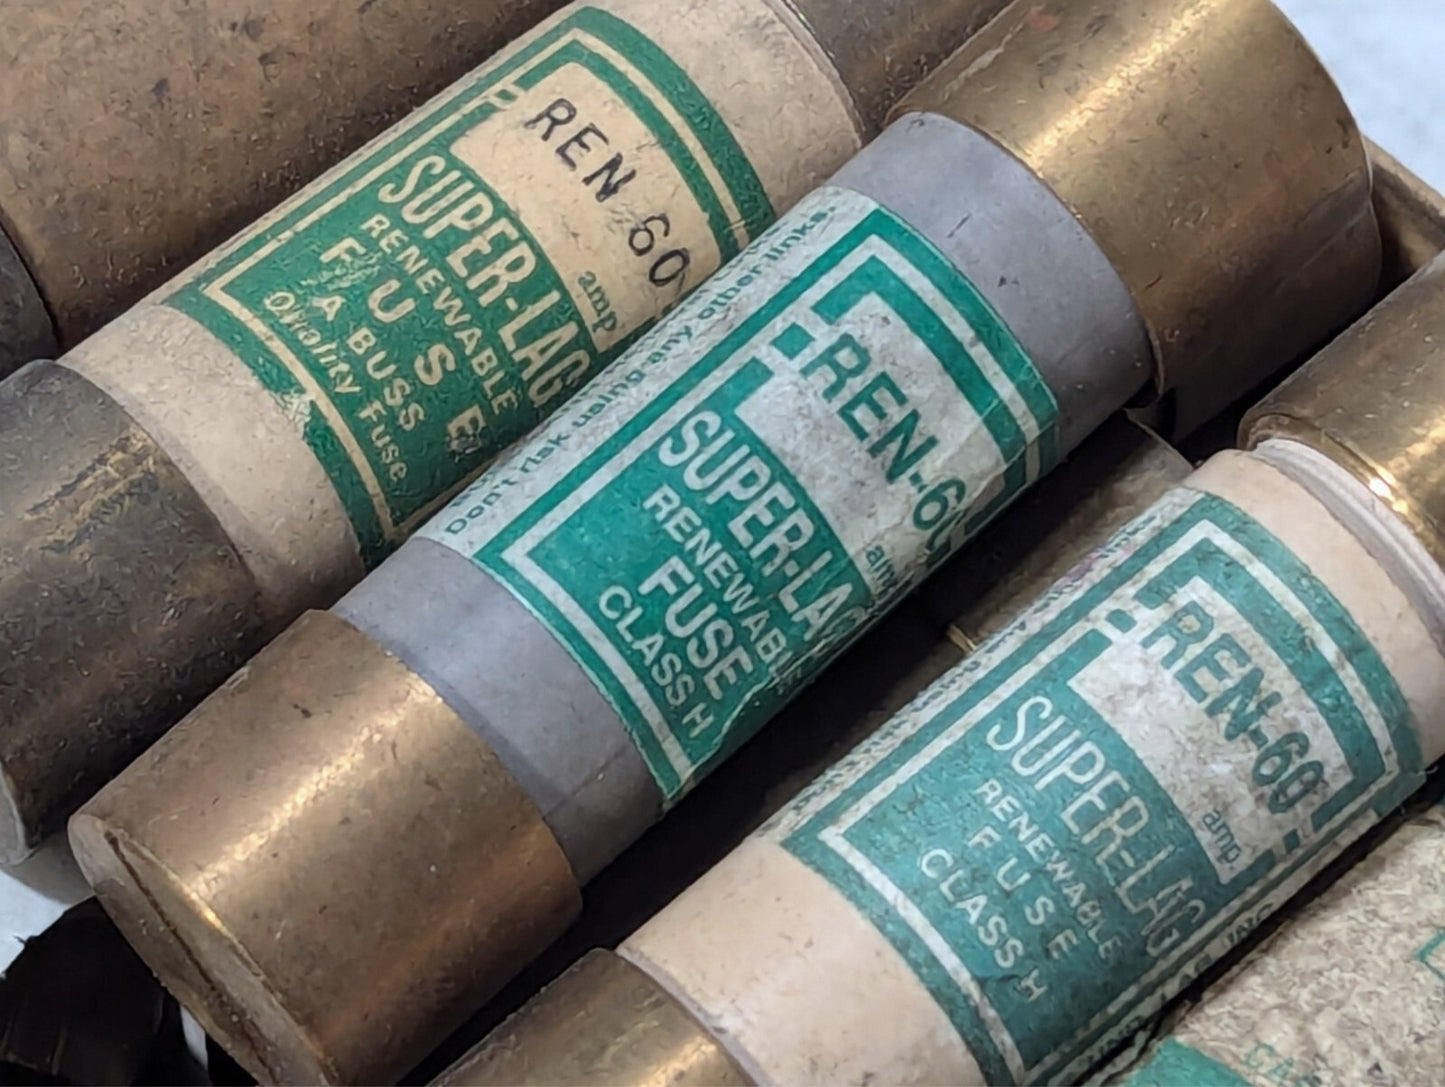 REN 60
amp
SUPER-LAG
RENEWABLE
FUSE
A BUSS
Quality Fuse
Don't risk using any other links.
REN-60
amp
SUPER-LAG
RENEWABLE
FUSE
CLASS H
REN-60
amp.
SUPER-LAG
RENEWABLE
FUSE
CLASS H